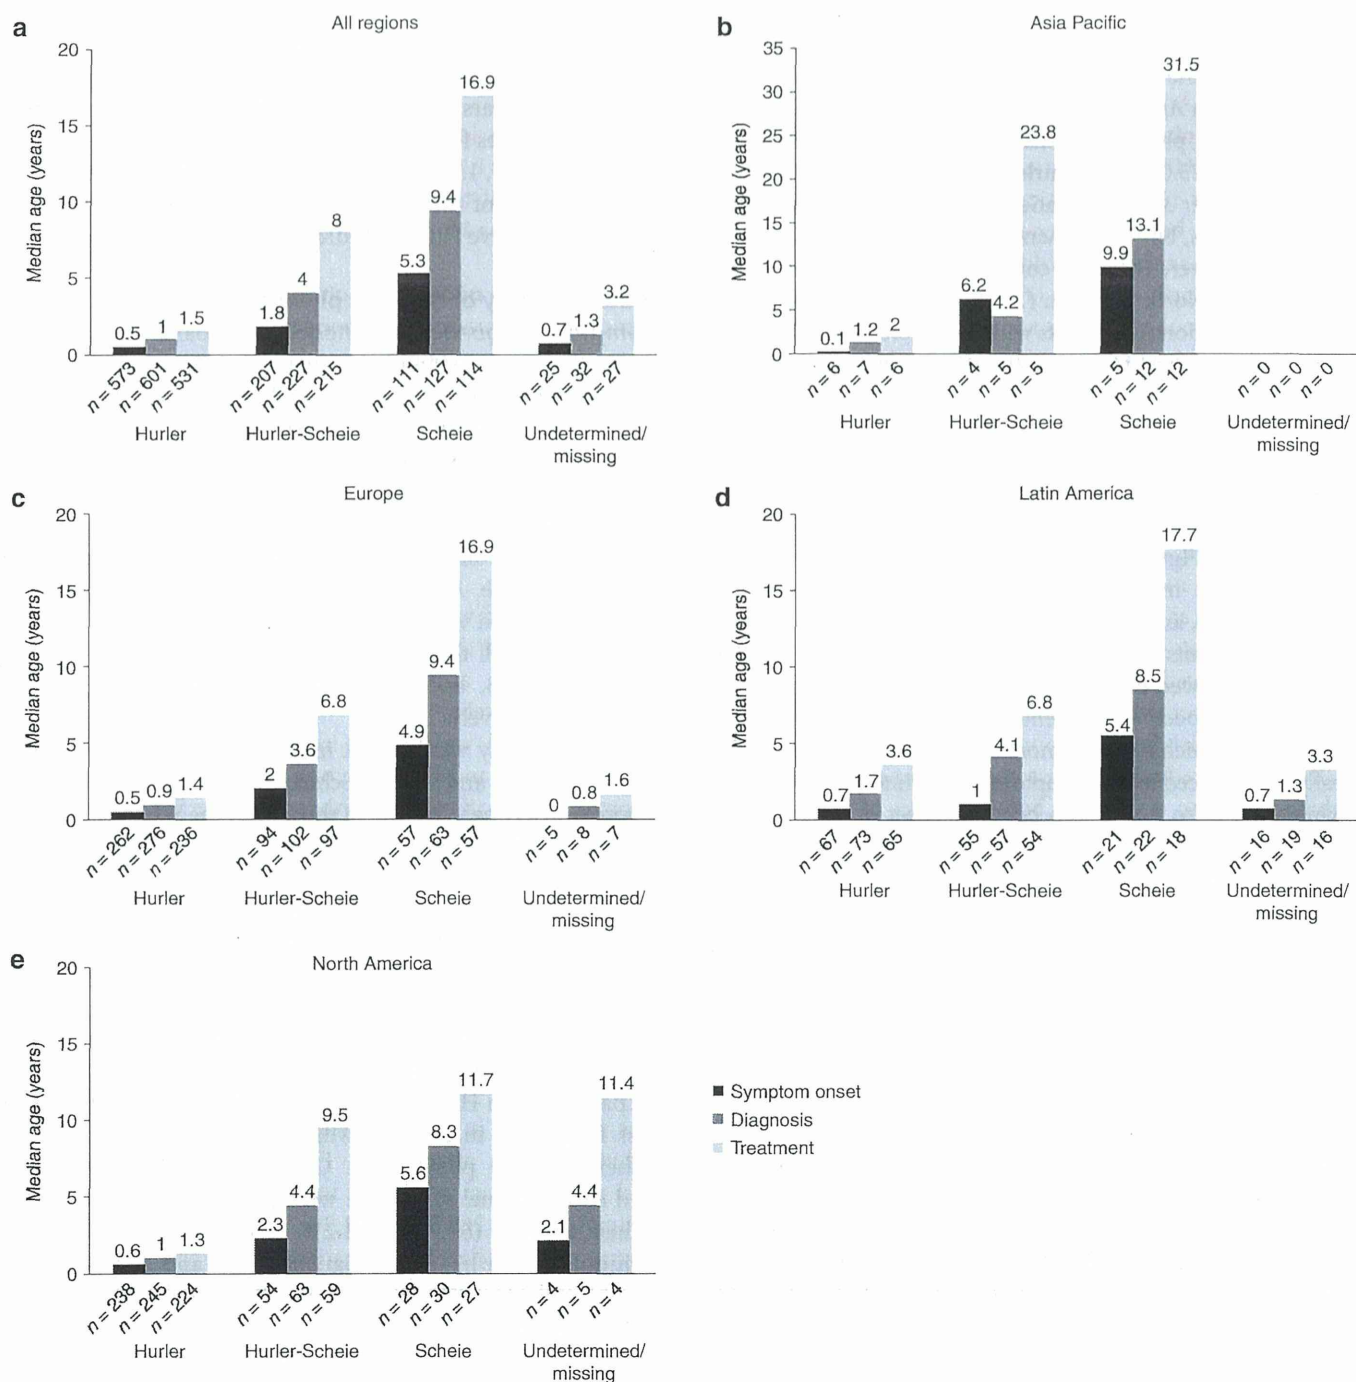 a
All regions
20
15
10
5
0
Median age (years)
0.5 1 1.5
1.8 4 8
5.3 9.4 16.9
0.7 1.3 3.2
n = 573 n = 601 n = 531
n = 207 n = 227 n = 215
n = 111 n = 127 n = 114
n = 25 n = 32 n = 27
Hurler Hurler-Scheie Scheie Undetermined/
missing
b
Asia Pacific
35
30
25
20
15
10
5
0
Median age (years)
0.1 1.2 2
6.2 4.2 23.8
9.9 13.1 31.5
n = 6 n = 7 n = 6
n = 4 n = 5 n = 5
n = 5 n = 12 n = 12
n = 0 n = 0 n = 0
Hurler Hurler-Scheie Scheie Undetermined/
missing
c
Europe
20
15
10
5
0
Median age (years)
0.5 0.9 1.4
2 3.6 6.8
4.9 9.4 16.9
0 0.8 1.6
n = 262 n = 276 n = 236
n = 94 n = 102 n = 97
n = 57 n = 63 n = 57
n = 5 n = 8 n = 7
Hurler Hurler-Scheie Scheie Undetermined/
missing
d
Latin America
20
15
10
5
0
Median age (years)
0.7 1.7 3.6
1 4.1 6.8
5.4 8.5 17.7
0.7 1.3 3.3
n = 67 n = 73 n = 65
n = 55 n = 57 n = 54
n = 21 n = 22 n = 18
n = 16 n = 19 n = 16
Hurler Hurler-Scheie Scheie Undetermined/
missing
e
North America
20
15
10
5
0
Median age (years)
0.6 1 1.3
2.3 4.4 9.5
5.6 8.3 11.7
2.1 4.4 11.4
n = 238 n = 245 n = 224
n = 54 n = 63 n = 59
n = 28 n = 30 n = 27
n = 4 n = 5 n = 4
Hurler Hurler-Scheie Scheie Undetermined/
missing
Symptom onset
Diagnosis
Treatment